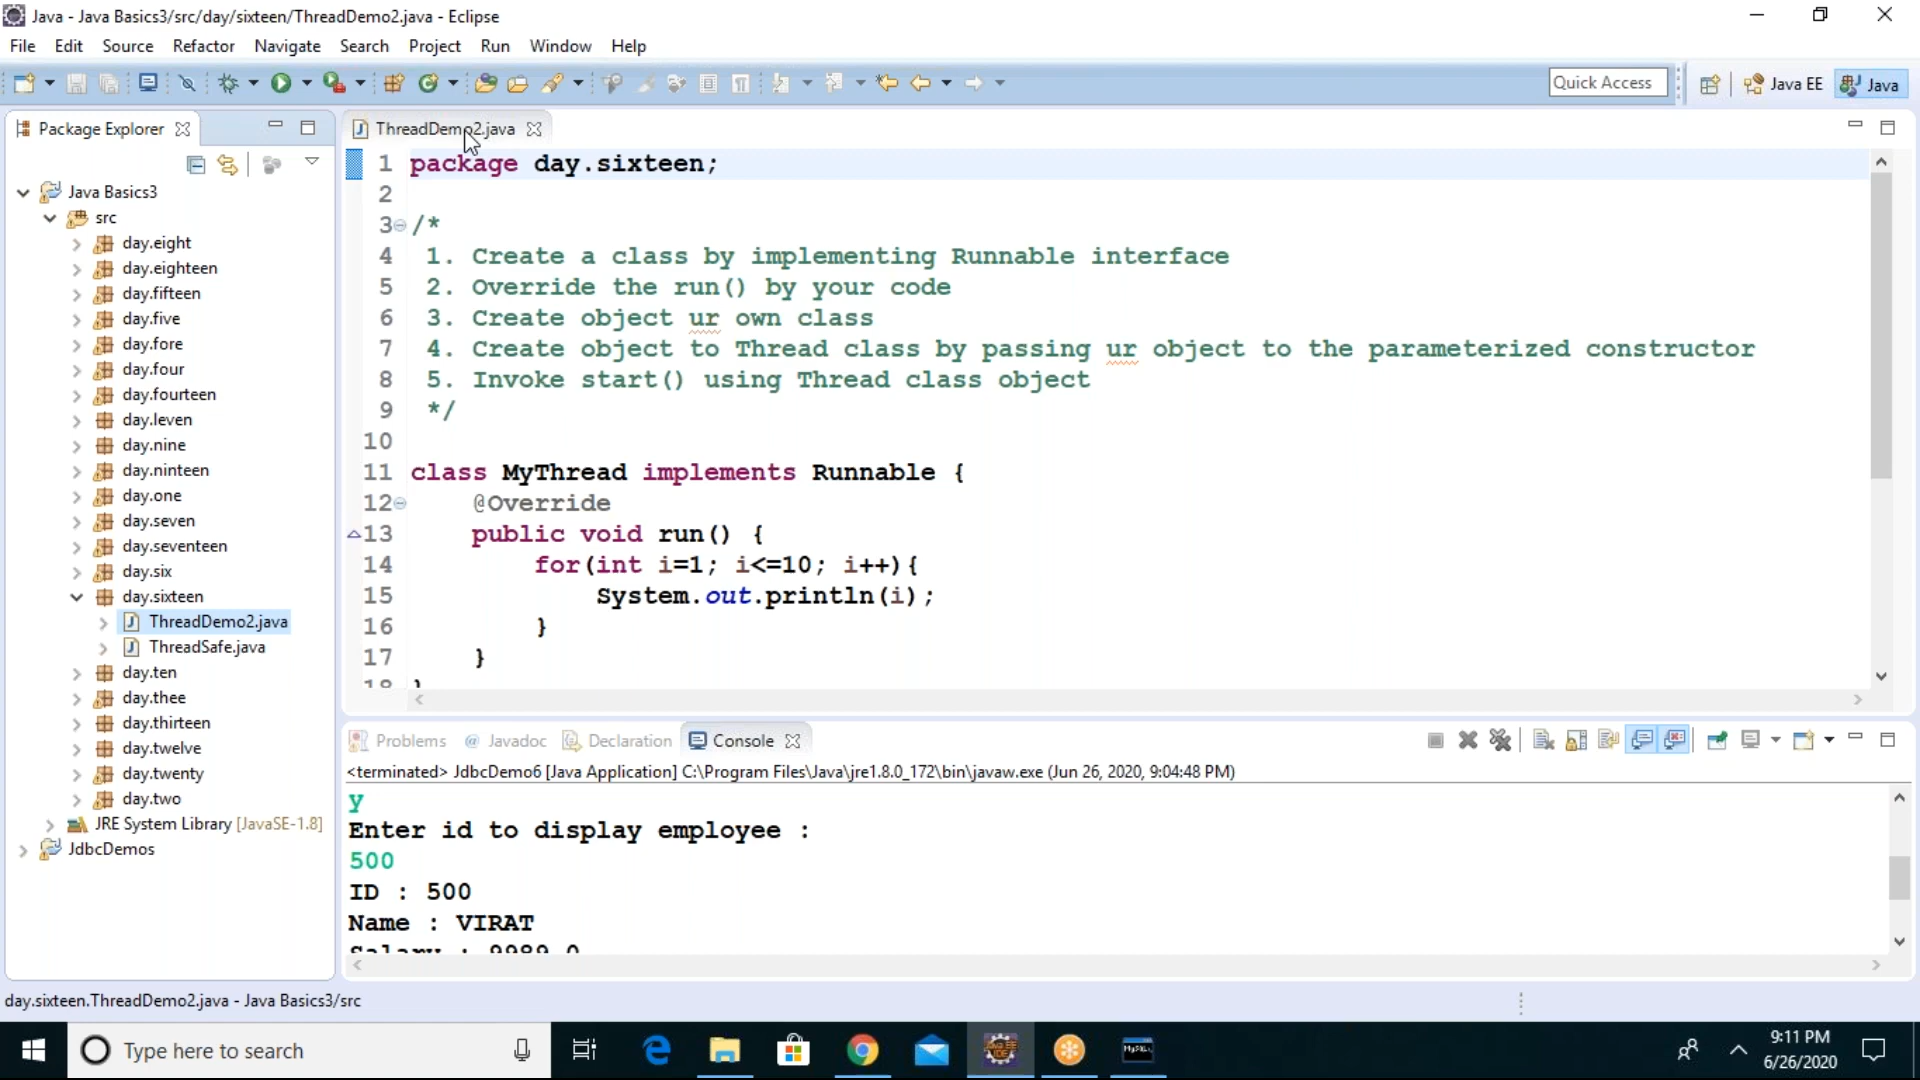 Java - Java Basics3/src/day/sixteen/ThreadDemo2.java - Eclipse
File Edit Source Refactor Navigate Search Project Run Window Help
Quick Access Java EE Java
Package Explorer
Java Basics3
src
day.eight
day.eighteen
day.fifteen
day.five
day.fore
day.four
day.fourteen
day.leven
day.nine
day.ninteen
day.one
day.seven
day.seventeen
day.six
day.sixteen
ThreadDemo2.java
ThreadSafe.java
day.ten
day.thee
day.thirteen
day.twelve
day.twenty
day.two
JRE System Library [JavaSE-1.8]
JdbcDemos
ThreadDemo2.java
1 package day.sixteen;
2
3 /*
4 1. Create a class by implementing Runnable interface
5 2. Override the run() by your code
6 3. Create object ur own class
7 4. Create object to Thread class by passing ur object to the parameterized constructor
8 5. Invoke start() using Thread class object
9 */
10
11 class MyThread implements Runnable {
12 @Override
13 public void run() {
14 for(int i=1; i<=10; i++){
15 System.out.println(i);
16 }
17 }
18 }
Problems @ Javadoc Declaration Console
<terminated> JdbcDemo6 [Java Application] C:\Program Files\Java\jre1.8.0_172\bin\javaw.exe (Jun 26, 2020, 9:04:48 PM)
y
Enter id to display employee :
500
ID : 500
Name : VIRAT
Salary : 9989.0
day.sixteen.ThreadDemo2.java - Java Basics3/src
Type here to search
9:11 PM
6/26/2020